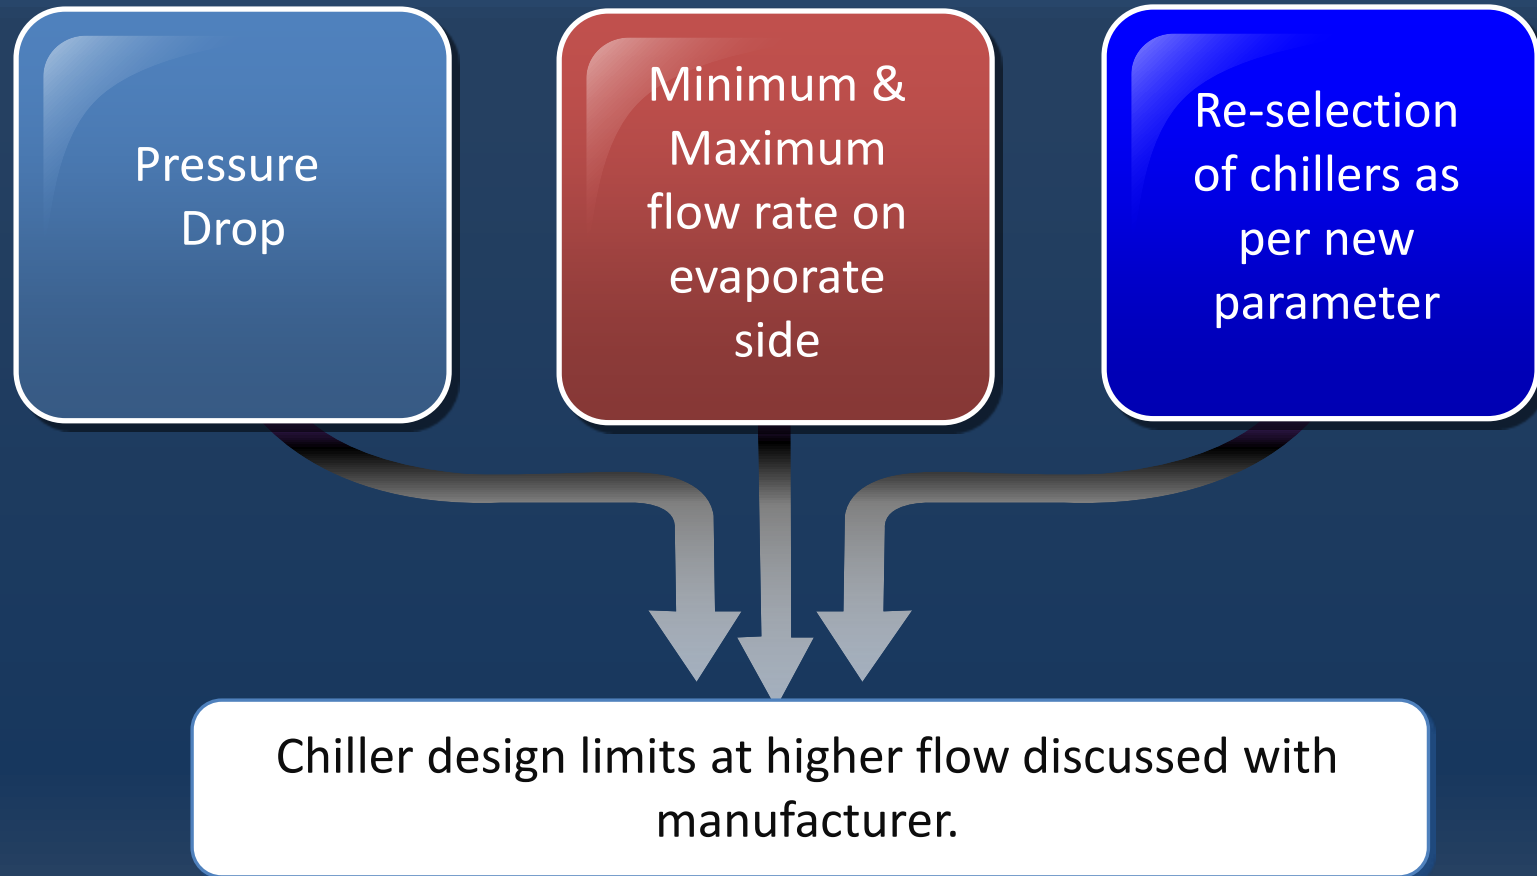 Pressure
Drop
Minimum &
Maximum
flow rate on
evaporate
side
Re-selection
of chillers as
per new
parameter
Chiller design limits at higher flow discussed with
manufacturer.